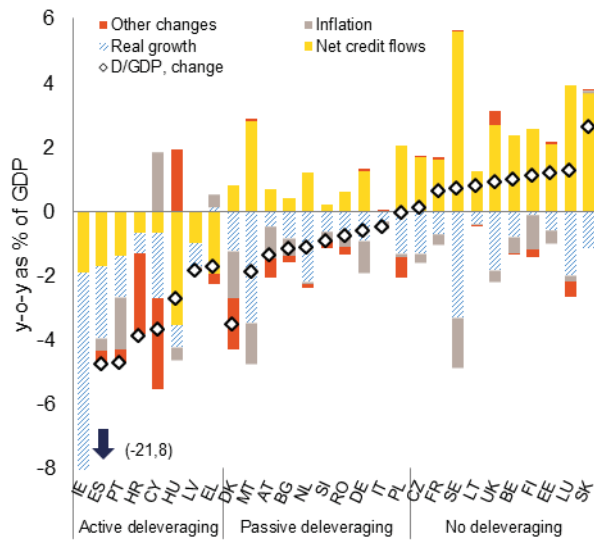 Other changes
Inflation
Real growth
Net credit flows
D/GDP, change
y-o-y as % of GDP
6
4
2
0
-2
-4
-6
-8
(-21,8)
IE ES PT HR CY HU LV EL DK MT AT BG NL SI RO DE IT PL CZ FR SE LT UK BE FI EE LU SK
Active deleveraging
Passive deleveraging
No deleveraging